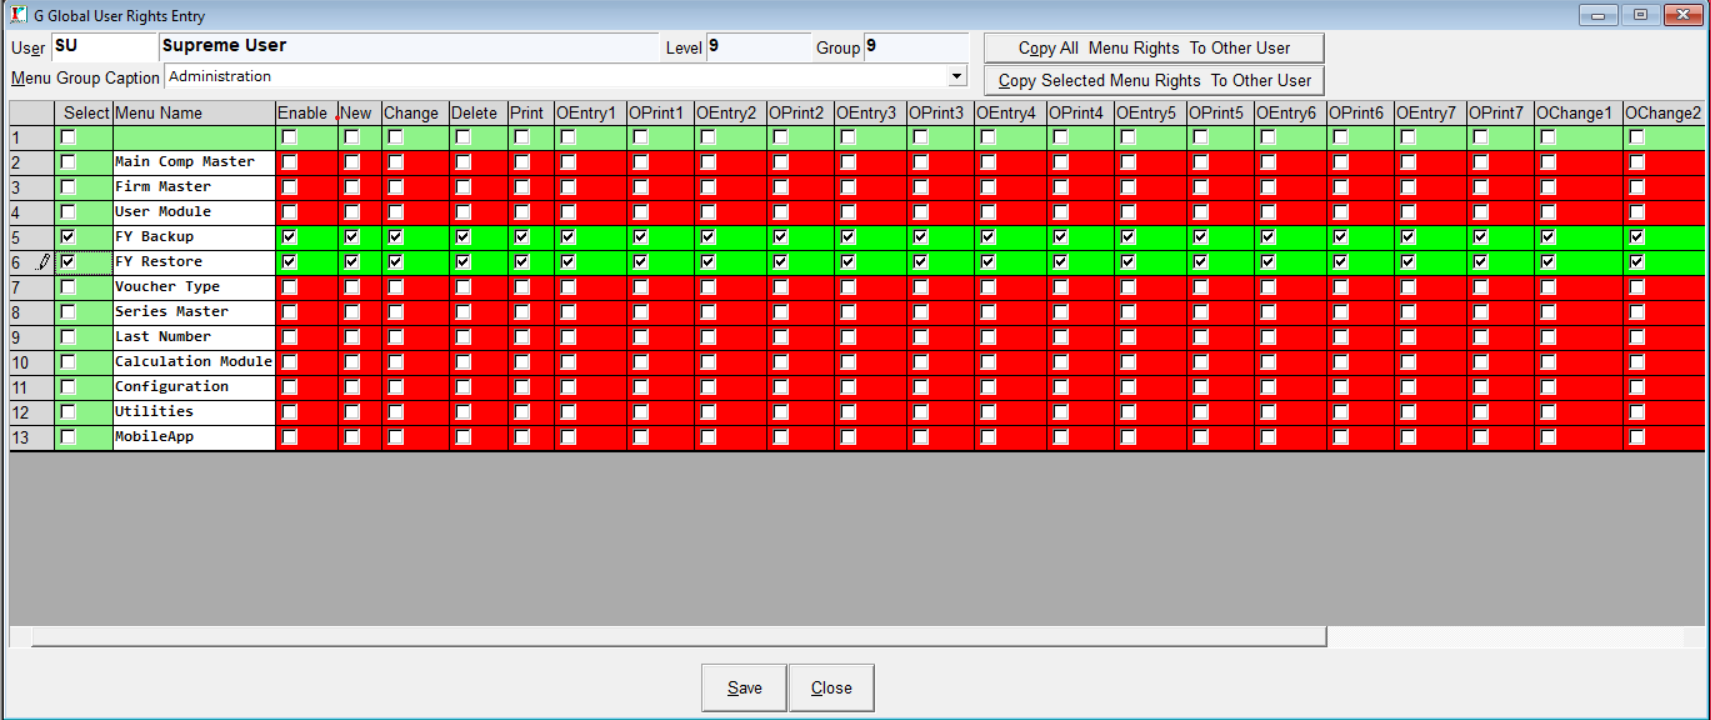 G Global User Rights Entry
User SU Supreme User Level 9 Group 9 Copy All Menu Rights To Other User
Menu Group Caption Administration Copy Selected Menu Rights To Other User
Select Menu Name Enable New Change Delete Print OEntry1 OPrint1 OEntry2 OPrint2 OEntry3 OPrint3 OEntry4 OPrint4 OEntry5 OPrint5 OEntry6 OPrint6 OEntry7 OPrint7 OChange1 OChange2
1
2 Main Comp Master
3 Firm Master
4 User Module
5 FY Backup
6 FY Restore
7 Voucher Type
8 Series Master
9 Last Number
10 Calculation Module
11 Configuration
12 Utilities
13 MobileApp
Save Close